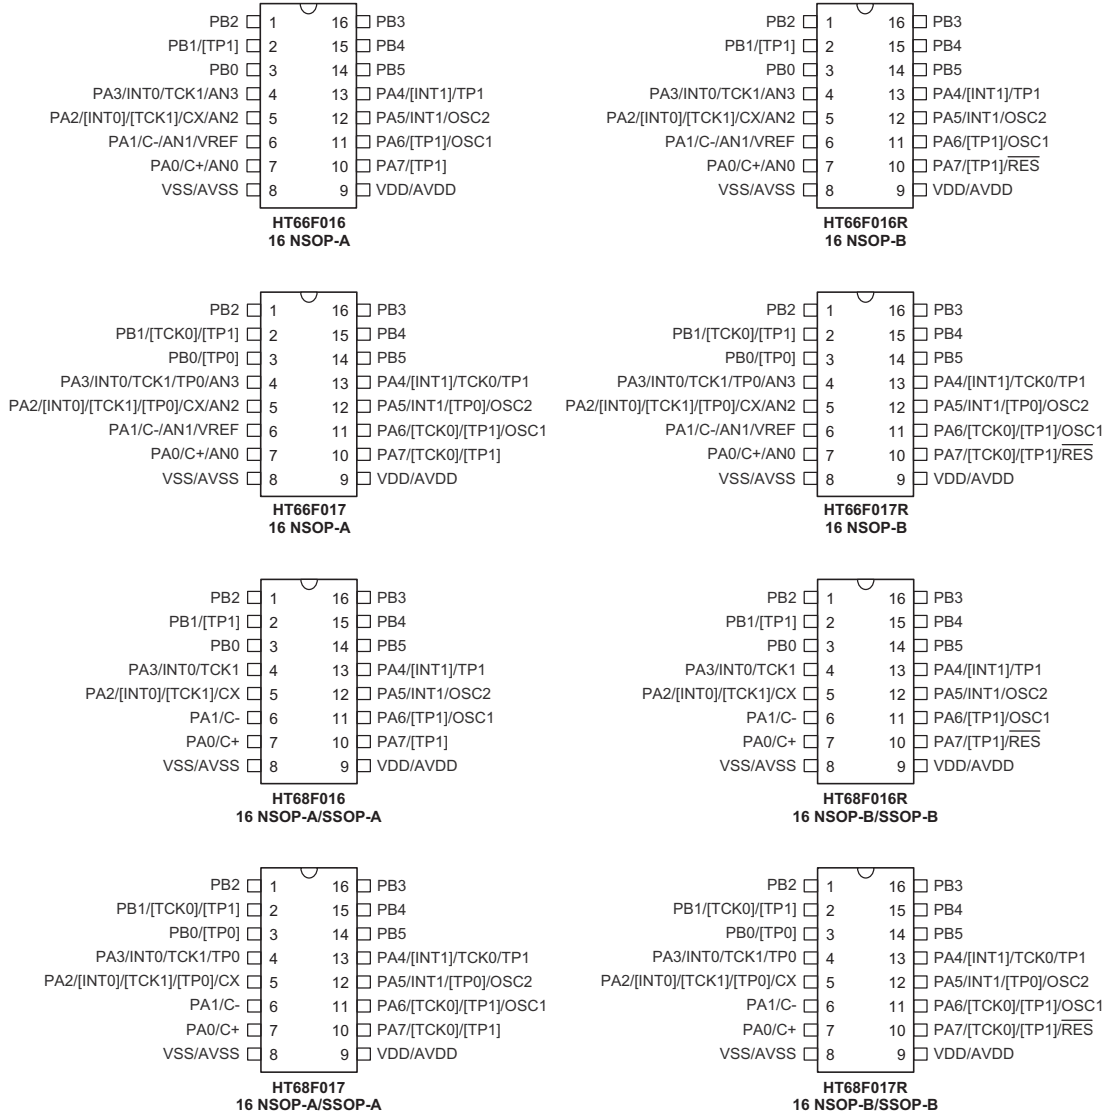 PB2 1 16 PB3
PB1/[TP1] 2 15 PB4
PB0 3 14 PB5
PA3/INT0/TCK1/AN3 4 13 PA4/[INT1]/TP1
PA2/[INT0]/[TCK1]/CX/AN2 5 12 PA5/INT1/OSC2
PA1/C-/AN1/VREF 6 11 PA6/[TP1]/OSC1
PA0/C+/AN0 7 10 PA7/[TP1]
VSS/AVSS 8 9 VDD/AVDD
HT66F016
16 NSOP-A
PB2 1 16 PB3
PB1/[TP1] 2 15 PB4
PB0 3 14 PB5
PA3/INT0/TCK1/AN3 4 13 PA4/[INT1]/TP1
PA2/[INT0]/[TCK1]/CX/AN2 5 12 PA5/INT1/OSC2
PA1/C-/AN1/VREF 6 11 PA6/[TP1]/OSC1
PA0/C+/AN0 7 10 PA7/[TP1]/RES
VSS/AVSS 8 9 VDD/AVDD
HT66F016R
16 NSOP-B
PB2 1 16 PB3
PB1/[TCK0]/[TP1] 2 15 PB4
PB0/[TP0] 3 14 PB5
PA3/INT0/TCK1/TP0/AN3 4 13 PA4/[INT1]/TCK0/TP1
PA2/[INT0]/[TCK1]/[TP0]/CX/AN2 5 12 PA5/INT1/[TP0]/OSC2
PA1/C-/AN1/VREF 6 11 PA6/[TCK0]/[TP1]/OSC1
PA0/C+/AN0 7 10 PA7/[TCK0]/[TP1]
VSS/AVSS 8 9 VDD/AVDD
HT66F017
16 NSOP-A
PB2 1 16 PB3
PB1/[TCK0]/[TP1] 2 15 PB4
PB0/[TP0] 3 14 PB5
PA3/INT0/TCK1/TP0/AN3 4 13 PA4/[INT1]/TCK0/TP1
PA2/[INT0]/[TCK1]/[TP0]/CX/AN2 5 12 PA5/INT1/[TP0]/OSC2
PA1/C-/AN1/VREF 6 11 PA6/[TCK0]/[TP1]/OSC1
PA0/C+/AN0 7 10 PA7/[TCK0]/[TP1]/RES
VSS/AVSS 8 9 VDD/AVDD
HT66F017R
16 NSOP-B
PB2 1 16 PB3
PB1/[TP1] 2 15 PB4
PB0 3 14 PB5
PA3/INT0/TCK1 4 13 PA4/[INT1]/TP1
PA2/[INT0]/[TCK1]/CX 5 12 PA5/INT1/OSC2
PA1/C- 6 11 PA6/[TP1]/OSC1
PA0/C+ 7 10 PA7/[TP1]
VSS/AVSS 8 9 VDD/AVDD
HT68F016
16 NSOP-A/SSOP-A
PB2 1 16 PB3
PB1/[TP1] 2 15 PB4
PB0 3 14 PB5
PA3/INT0/TCK1 4 13 PA4/[INT1]/TP1
PA2/[INT0]/[TCK1]/CX 5 12 PA5/INT1/OSC2
PA1/C- 6 11 PA6/[TP1]/OSC1
PA0/C+ 7 10 PA7/[TP1]/RES
VSS/AVSS 8 9 VDD/AVDD
HT68F016R
16 NSOP-B/SSOP-B
PB2 1 16 PB3
PB1/[TCK0]/[TP1] 2 15 PB4
PB0/[TP0] 3 14 PB5
PA3/INT0/TCK1/TP0 4 13 PA4/[INT1]/TCK0/TP1
PA2/[INT0]/[TCK1]/[TP0]/CX 5 12 PA5/INT1/[TP0]/OSC2
PA1/C- 6 11 PA6/[TCK0]/[TP1]/OSC1
PA0/C+ 7 10 PA7/[TCK0]/[TP1]
VSS/AVSS 8 9 VDD/AVDD
HT68F017
16 NSOP-A/SSOP-A
PB2 1 16 PB3
PB1/[TCK0]/[TP1] 2 15 PB4
PB0/[TP0] 3 14 PB5
PA3/INT0/TCK1/TP0 4 13 PA4/[INT1]/TCK0/TP1
PA2/[INT0]/[TCK1]/[TP0]/CX 5 12 PA5/INT1/[TP0]/OSC2
PA1/C- 6 11 PA6/[TCK0]/[TP1]/OSC1
PA0/C+ 7 10 PA7/[TCK0]/[TP1]/RES
VSS/AVSS 8 9 VDD/AVDD
HT68F017R
16 NSOP-B/SSOP-B